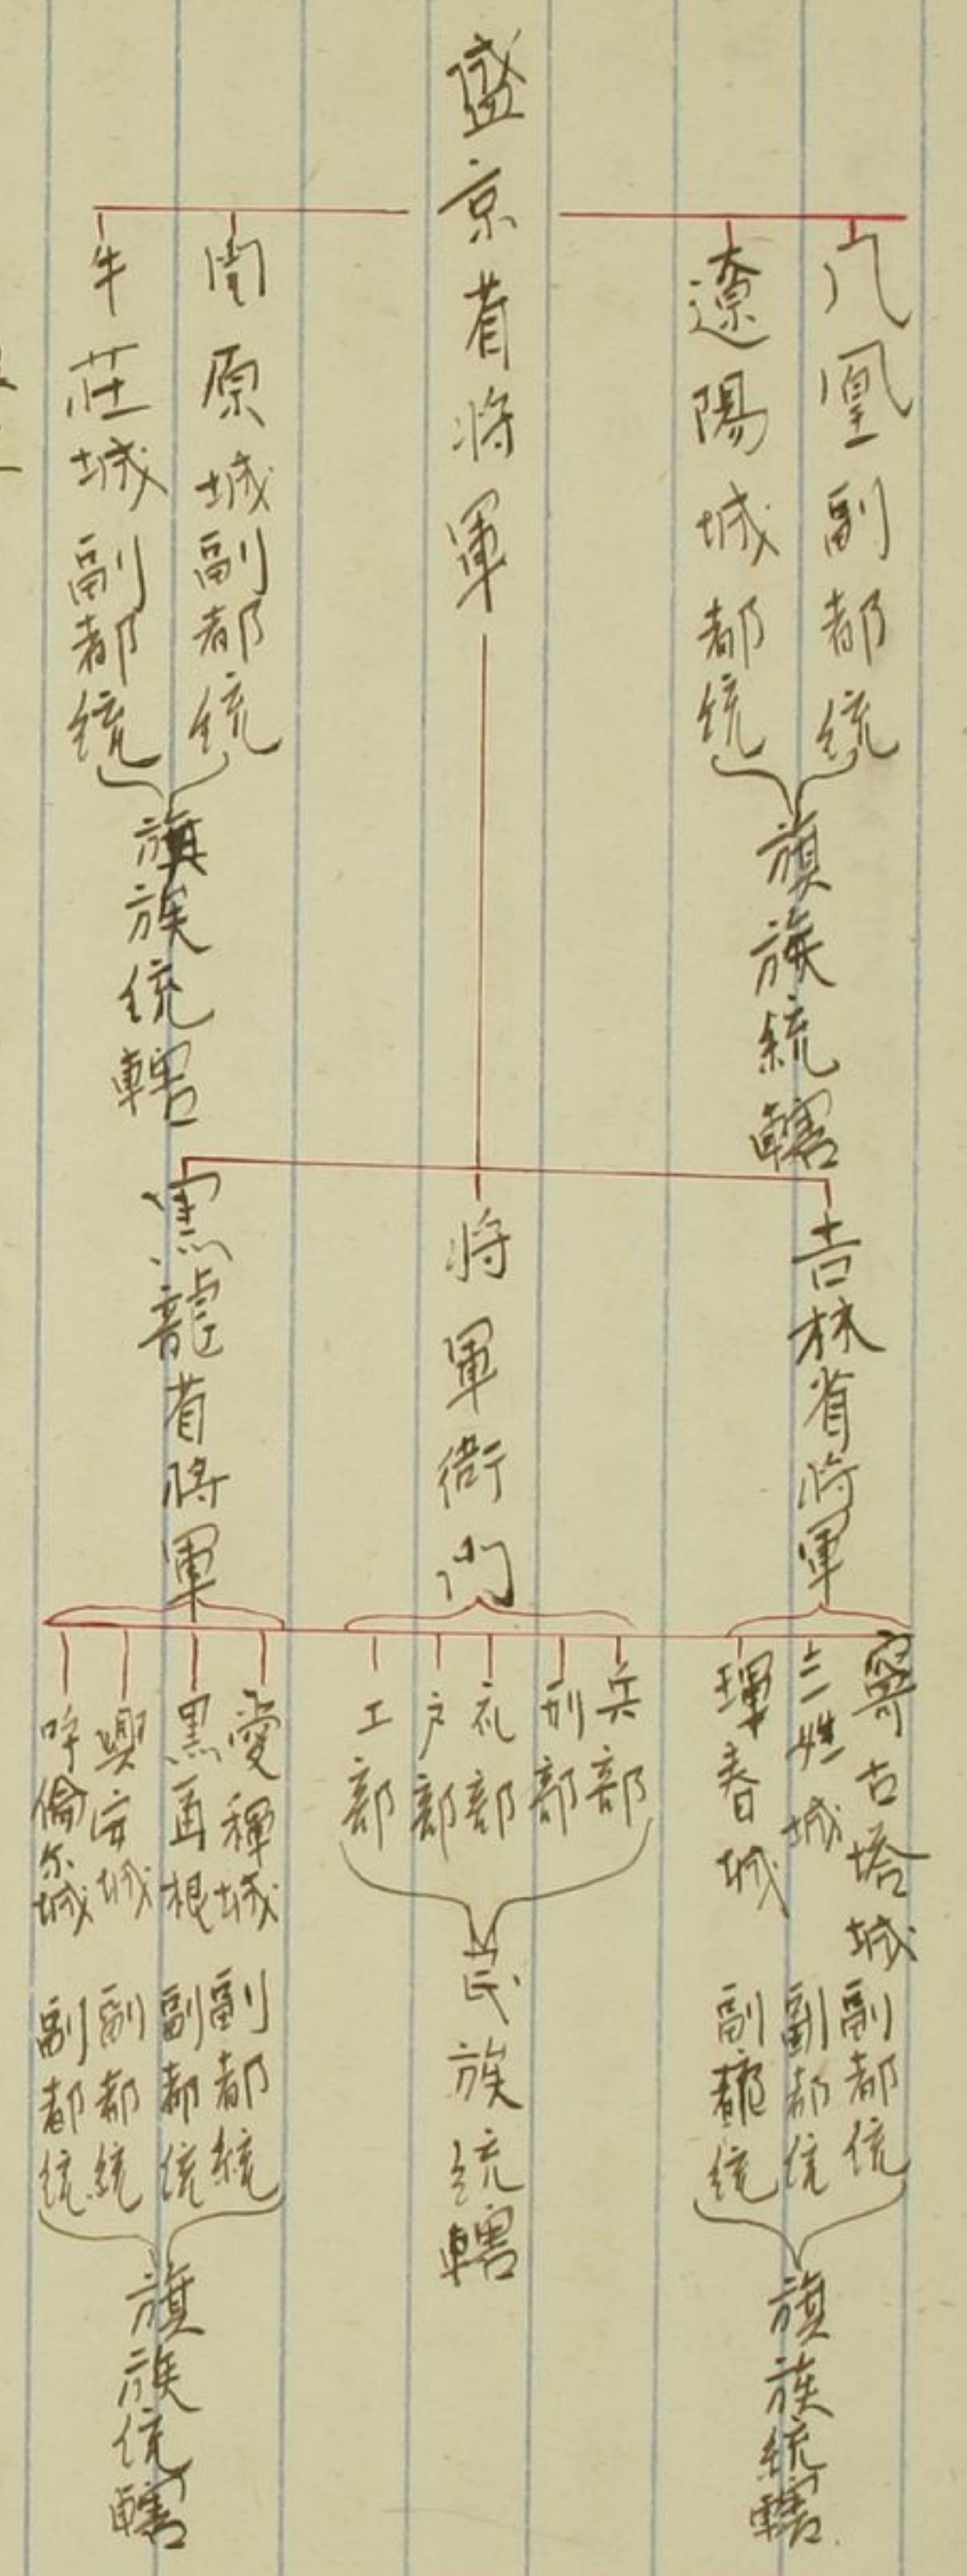 盛京省將軍
几凰副都統
遼陽城都統
開原城副都統
牛莊城副都統
旗族統轄
旗族統轄
吉林省將軍
將軍衙門
黑龍省將軍
寧古塔城副都統
三姓城副都統
琿春城副都統
兵部
刑部
礼部
戶部
工部
愛琿城副都統
黑甬根副都統
興安城副都統
呼倫尓城副都統
旗族統轄
民族統轄
旗族統轄